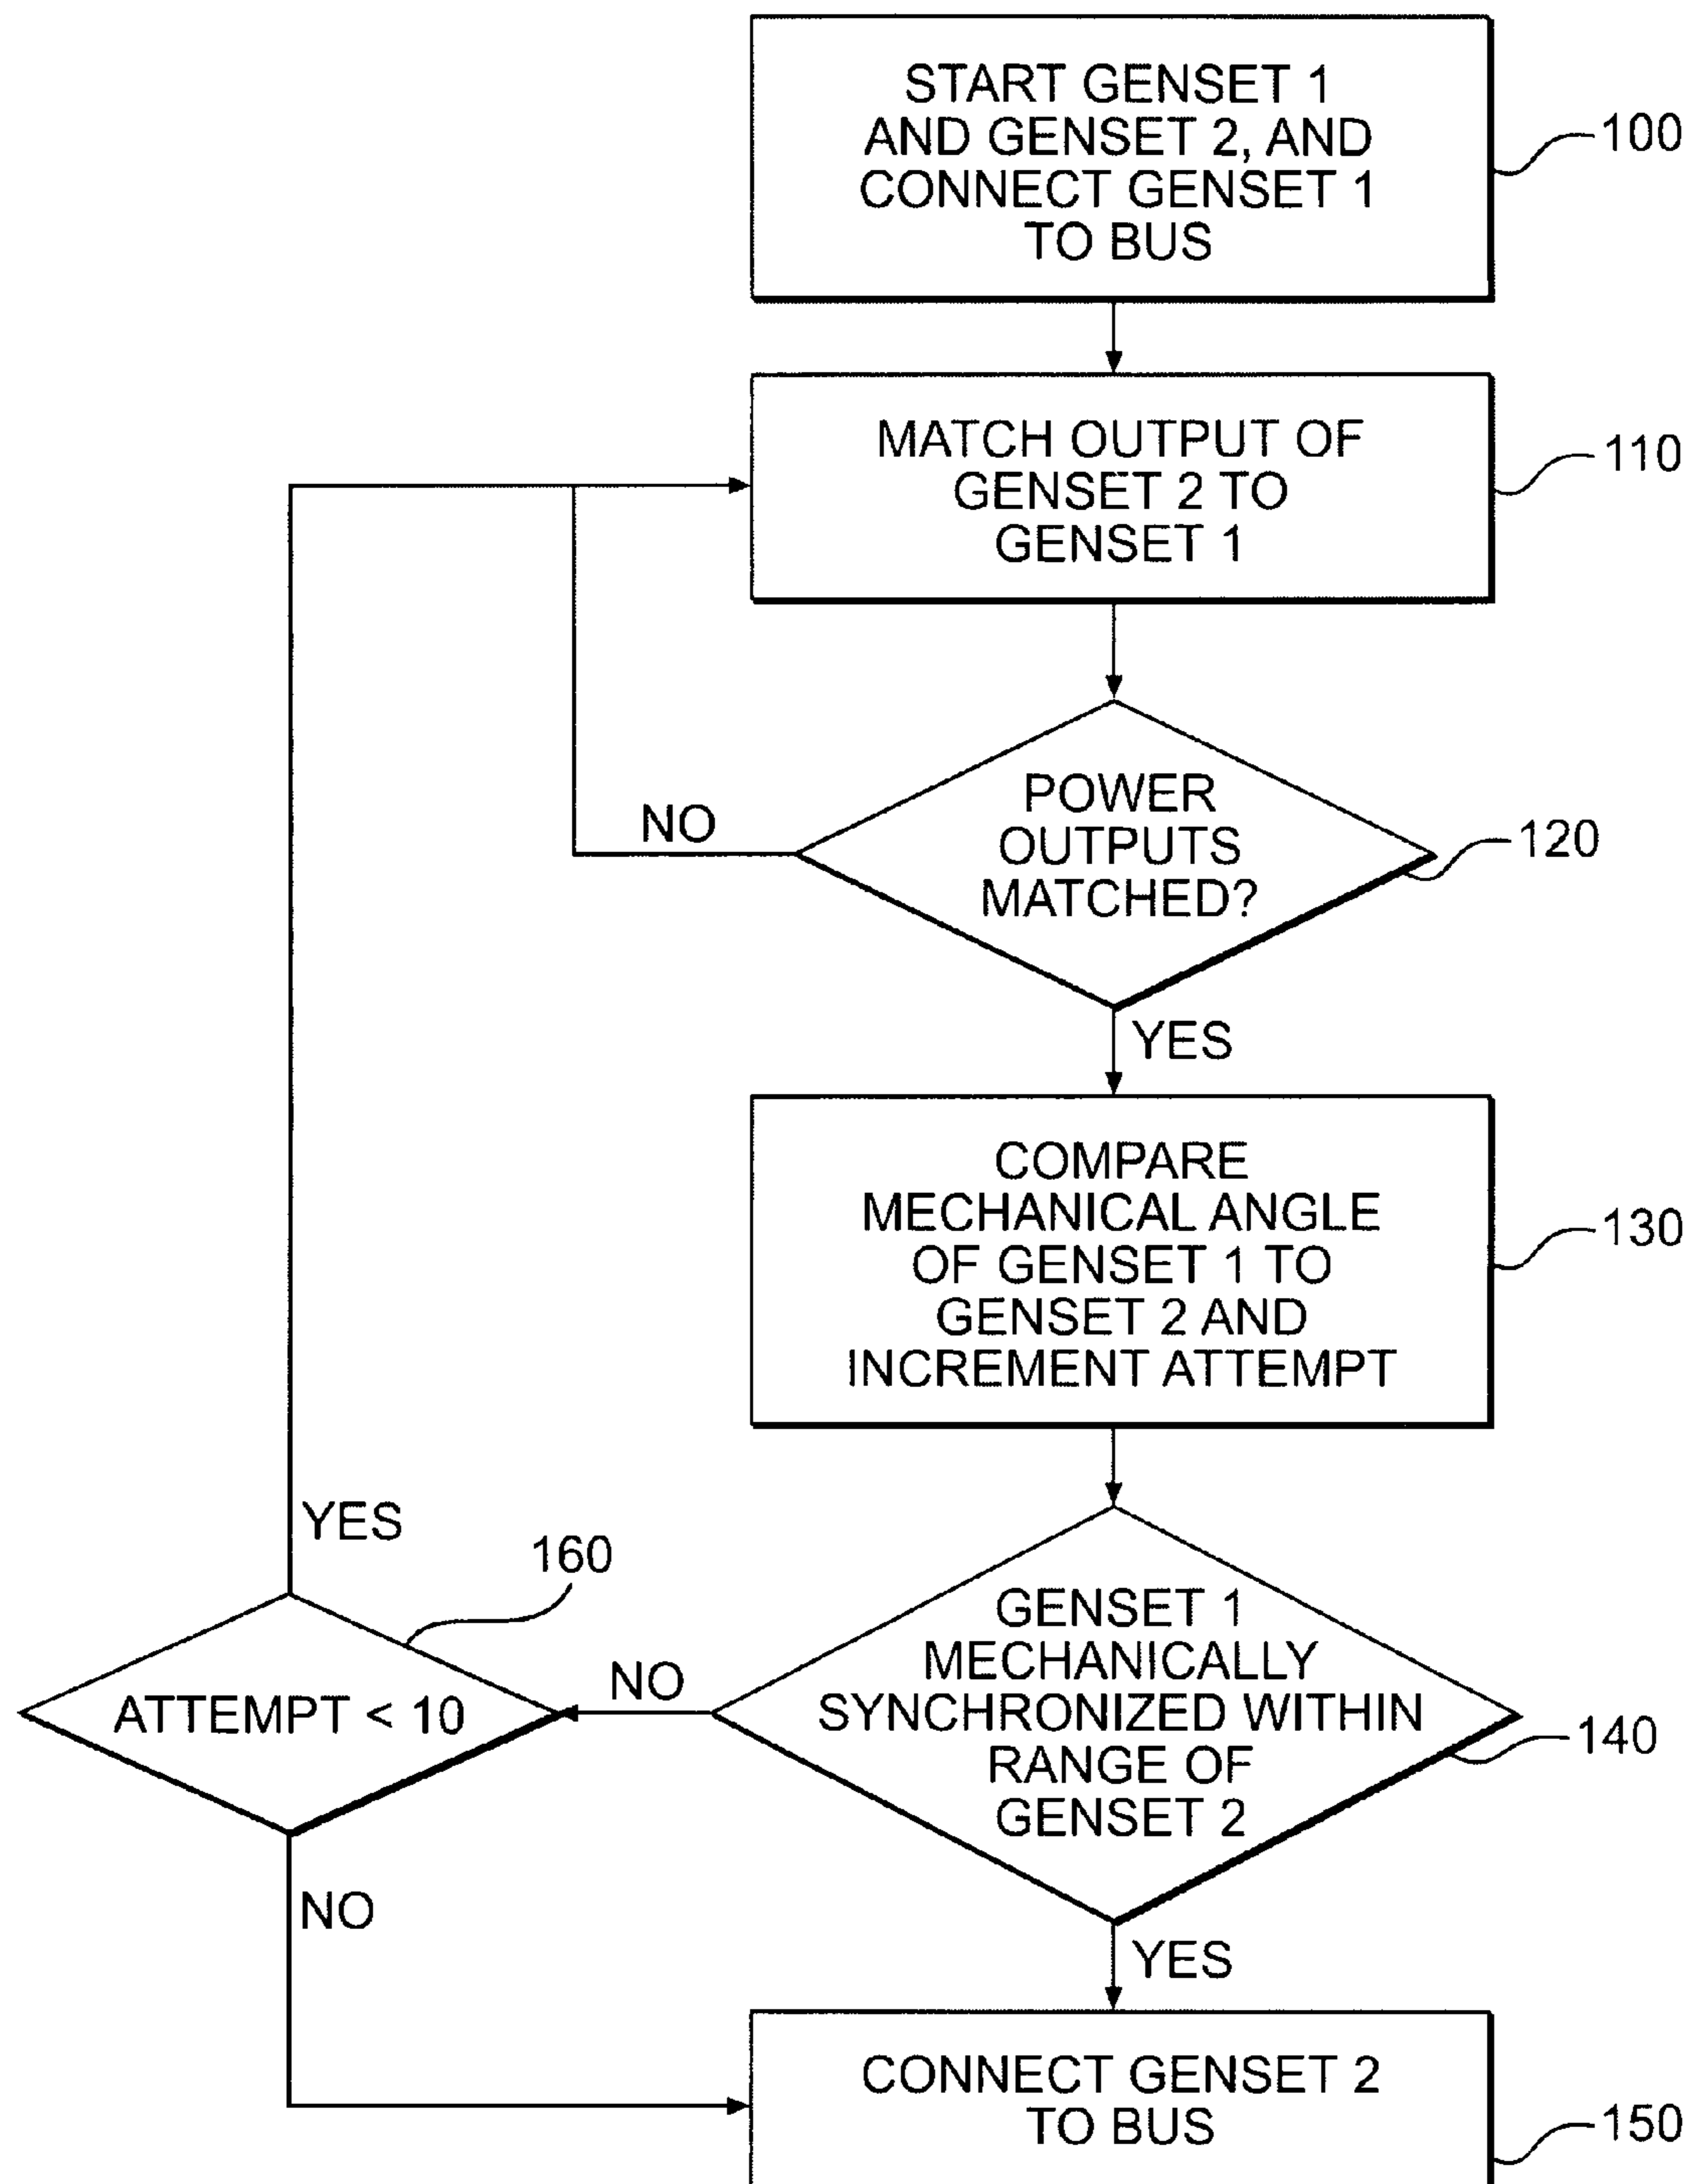 START GENSET 1
AND GENSET 2, AND
CONNECT GENSET 1
TO BUS
100
MATCH OUTPUT OF
GENSET 2 TO
GENSET 1
110
POWER
OUTPUTS
MATCHED?
120
NO
YES
COMPARE
MECHANICAL ANGLE
OF GENSET 1 TO
GENSET 2 AND
INCREMENT ATTEMPT
130
YES
160
GENSET 1
MECHANICALLY
SYNCHRONIZED WITHIN
RANGE OF
GENSET 2
140
NO
ATTEMPT < 10
NO
YES
CONNECT GENSET 2
TO BUS
150